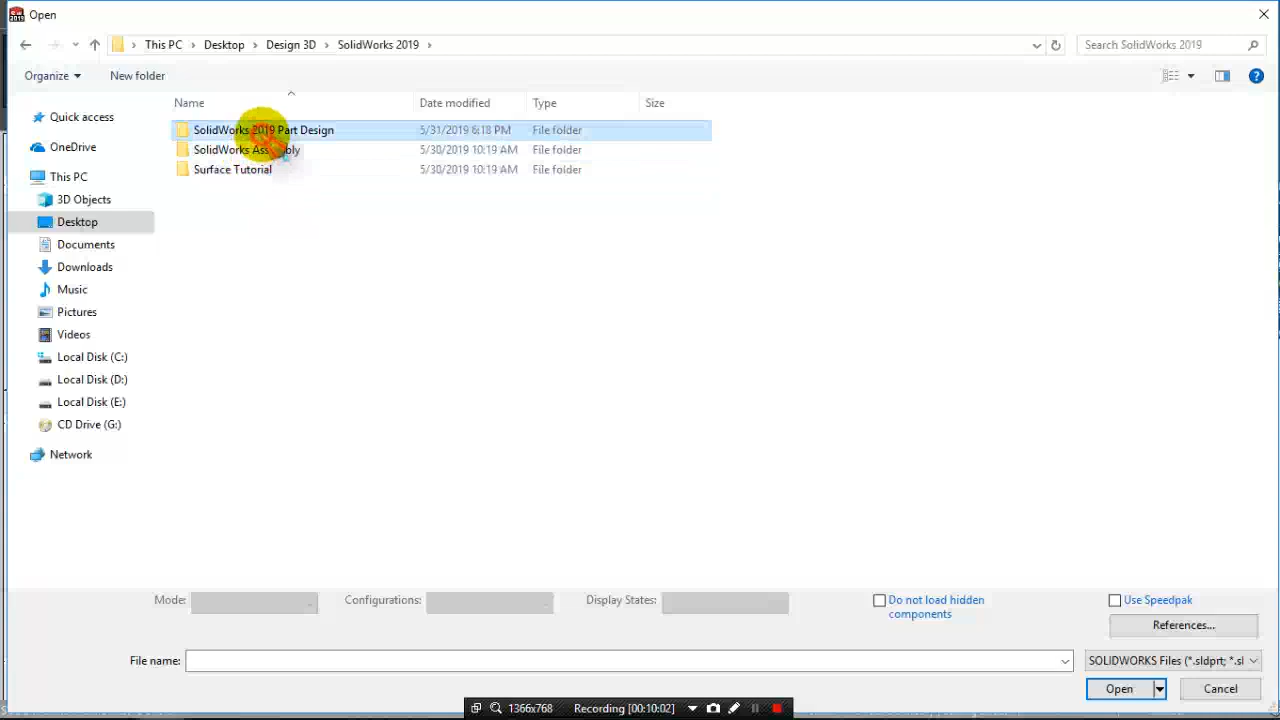 Open
This PC Desktop Design 3D SolidWorks 2019 Search SolidWorks 2019
Organize New folder
Name Date modified Type Size
SolidWorks 2019 Part Design 5/31/2019 6:18 PM File folder
SolidWorks Assembly 5/30/2019 10:19 AM File folder
Surface Tutorial 5/30/2019 10:19 AM File folder
Quick access
OneDrive
This PC
3D Objects
Desktop
Documents
Downloads
Music
Pictures
Videos
Local Disk (C:)
Local Disk (D:)
Local Disk (E:)
CD Drive (G:)
Network
Mode: Configurations: Display States: Do not load hidden Use Speedpak
components
References...
File name: SOLIDWORKS Files (*.sldprt; *.sl
Open Cancel
1366x768 Recording [00:10:02]